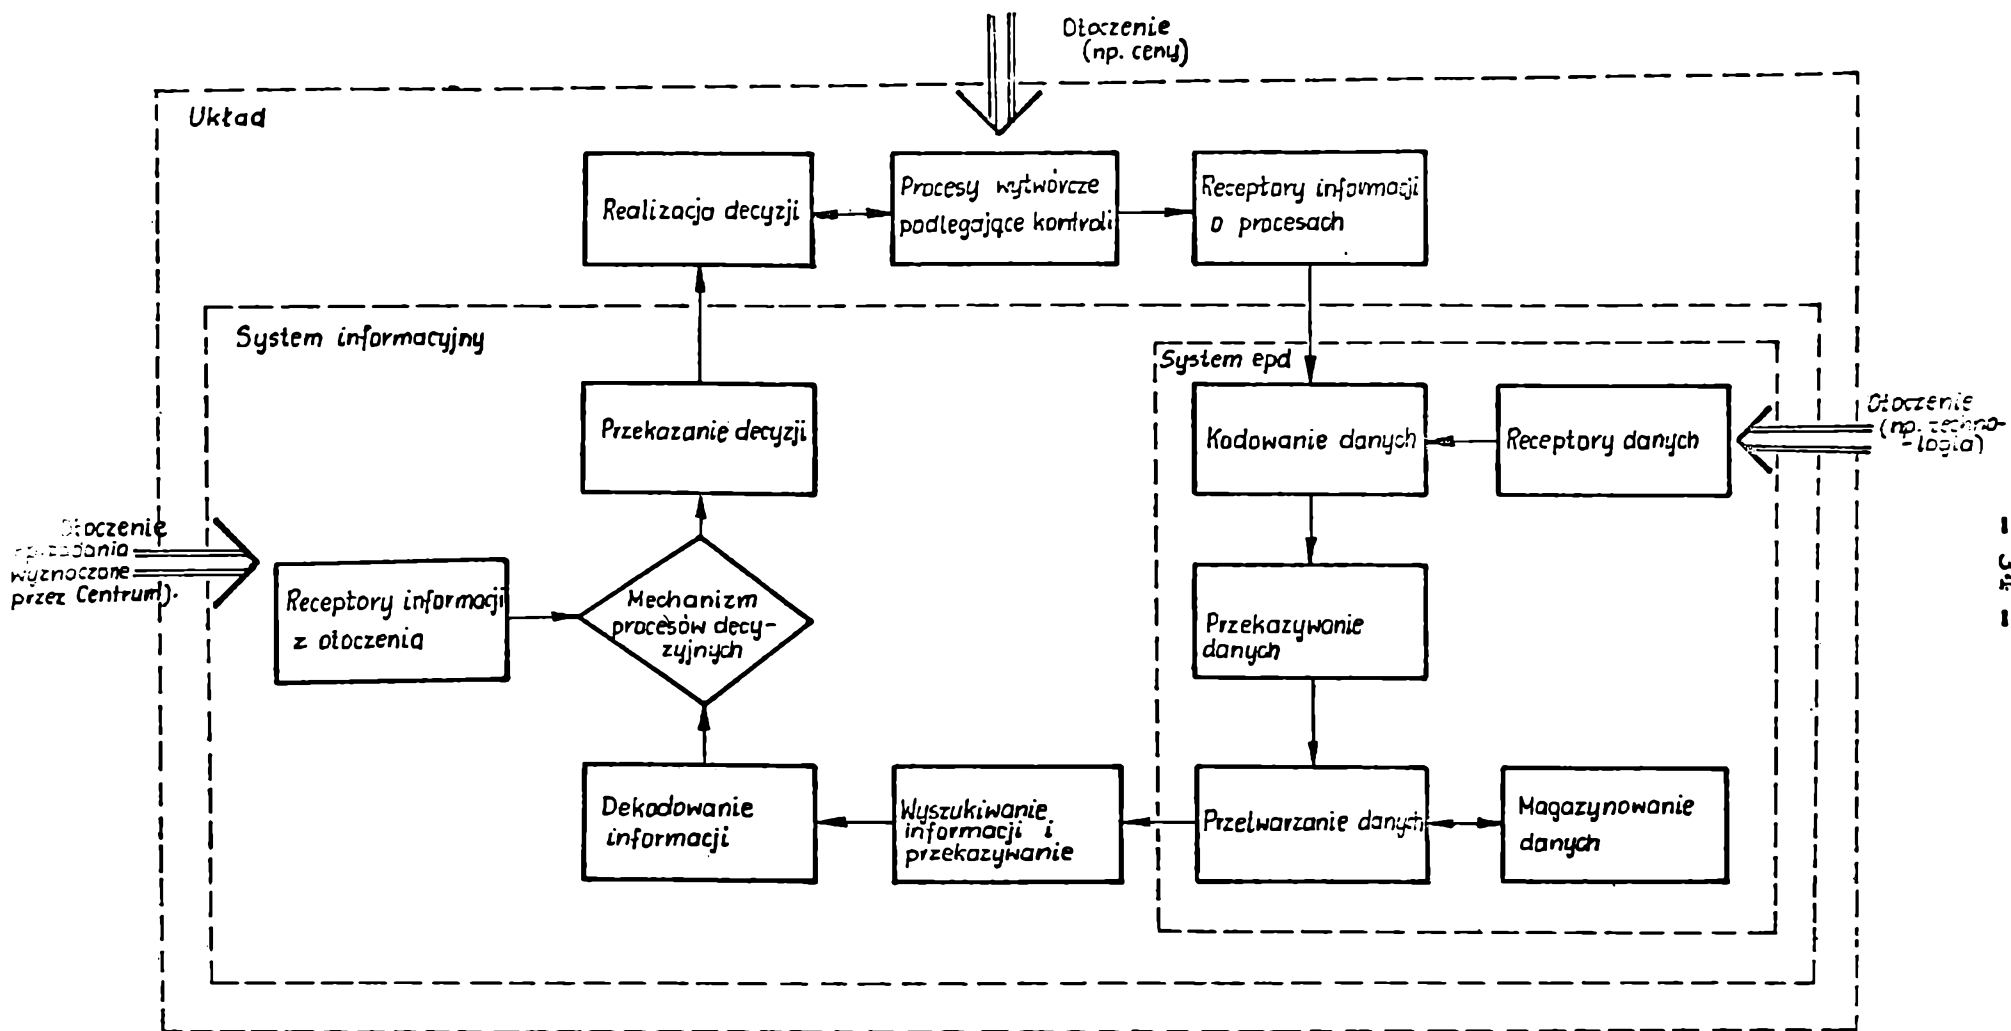 Otoczenie
(np. ceny)
Układ
Realizacja decyzji
Procesy wytwórcze
podlegające kontroli
Receptory informacji
o procesach
System informacyjny
System epd
Przekazanie decyzji
Kodowanie danych
Receptory danych
Otoczenie
(np. techno-
-logia)
Otoczenie
np. zadania
wyznaczone
przez Centrum).
Receptory informacji
z otoczenia
Mechanizm
procesów decy-
zyjnych
Przekazywanie
danych
Dekodowanie
informacji
Wyszukiwanie
informacji i
przekazywanie
Przetwarzanie danych
Magazynowanie
danych